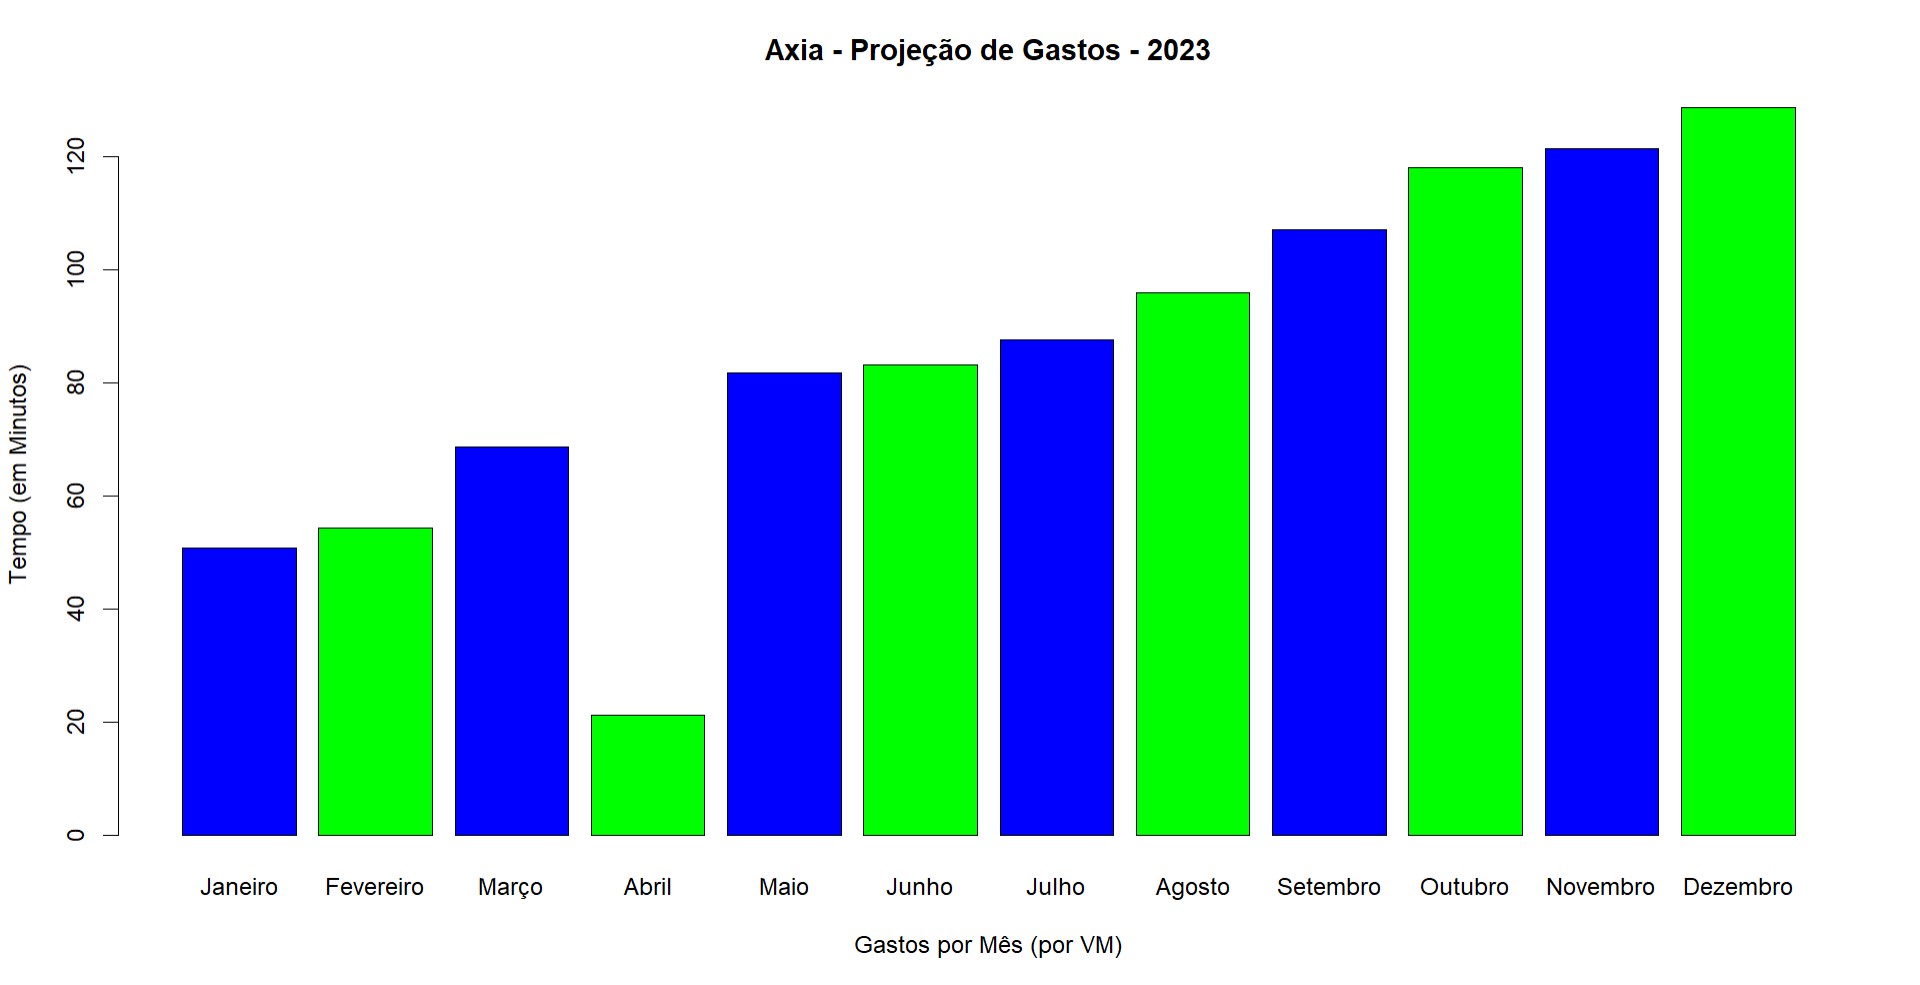 Axia - Projeção de Gastos - 2023
Tempo (em Minutos)
120
100
80
60
40
20
0
Janeiro Fevereiro Março Abril Maio Junho Julho Agosto Setembro Outubro Novembro Dezembro
Gastos por Mês (por VM)